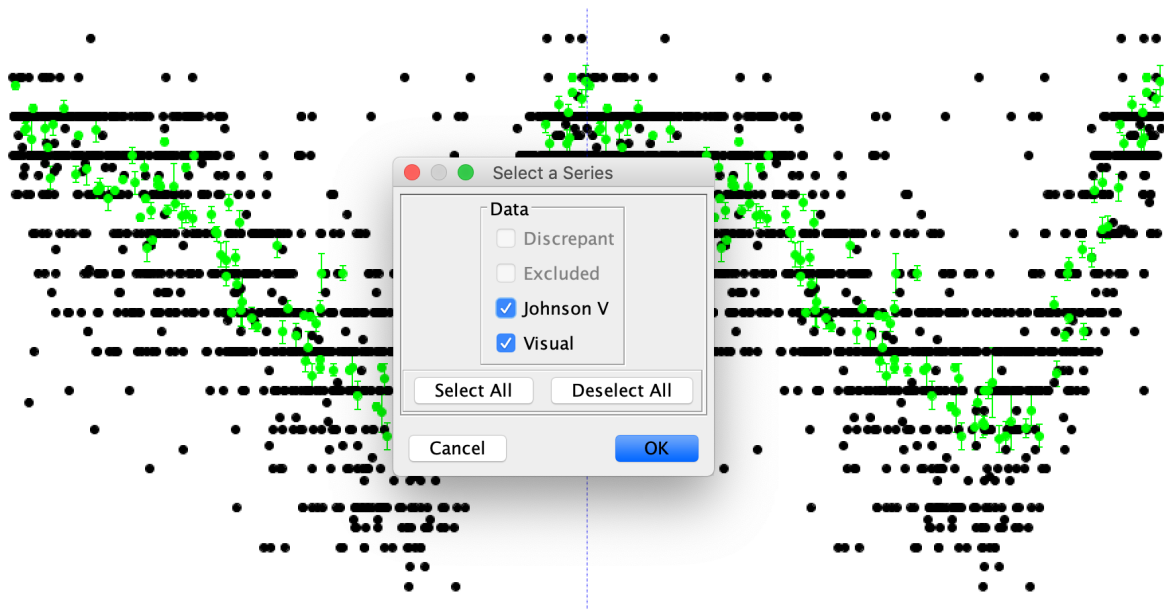 Select a Series
Data
Discrepant
Excluded
Johnson V
Visual
Select All
Deselect All
Cancel
OK